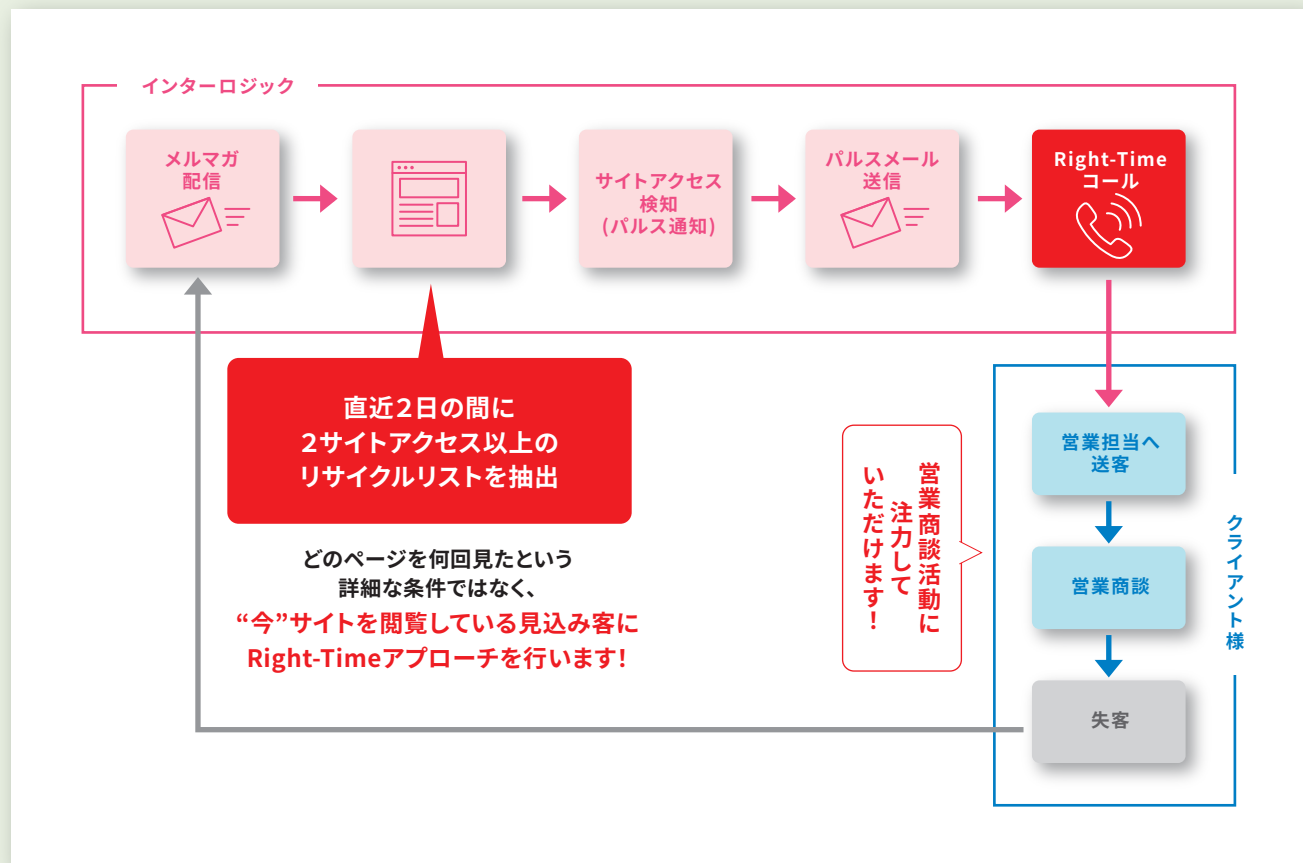 インターロジック
メルマガ
配信
サイトアクセス
検知
(パルス通知)
パルスメール
送信
Right-Time
コール
直近2日の間に
2サイトアクセス以上の
リサイクルリストを抽出
どのページを何回見たという
詳細な条件ではなく、
“今”サイトを閲覧している見込み客に
Right-Timeアプローチを行います!
営業商談活動に
注力して
いただけます!
営業担当へ
送客
営業商談
失客
クライアント様